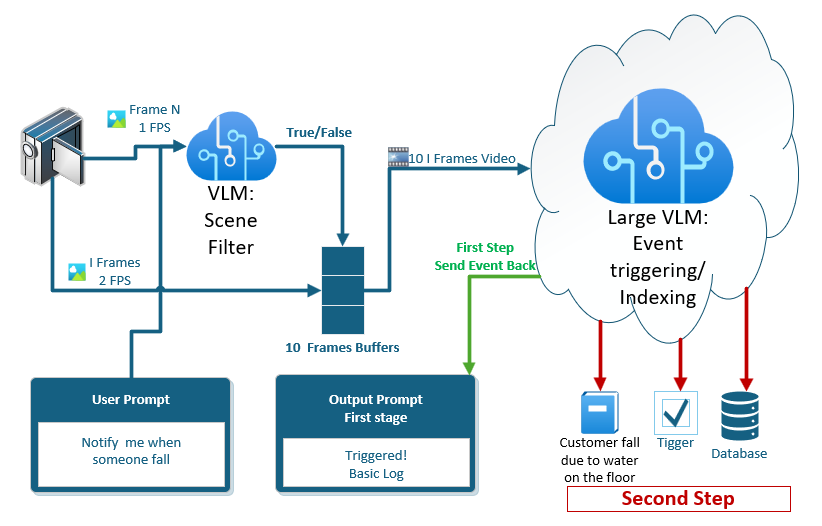 Frame N
1 FPS
True/False
VLM:
Scene
Filter
10 I Frames Video
Large VLM:
Event
triggering/
Indexing
I Frames
2 FPS
First Step
Send Event Back
10 Frames Buffers
User Prompt
Notify me when
someone fall
Output Prompt
First stage
Triggered!
Basic Log
Customer fall
due to water
on the floor
Tigger
Database
Second Step